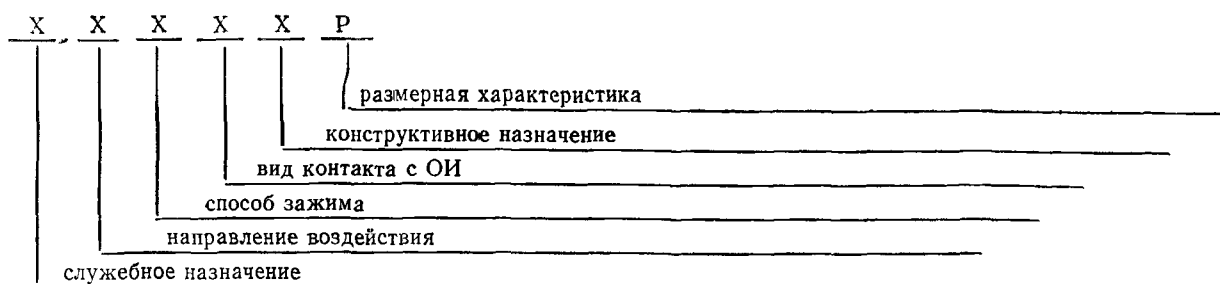 X. X X X X P
размерная характеристика
конструктивное назначение
вид контакта с ОИ
способ зажима
направление воздействия
служебное назначение